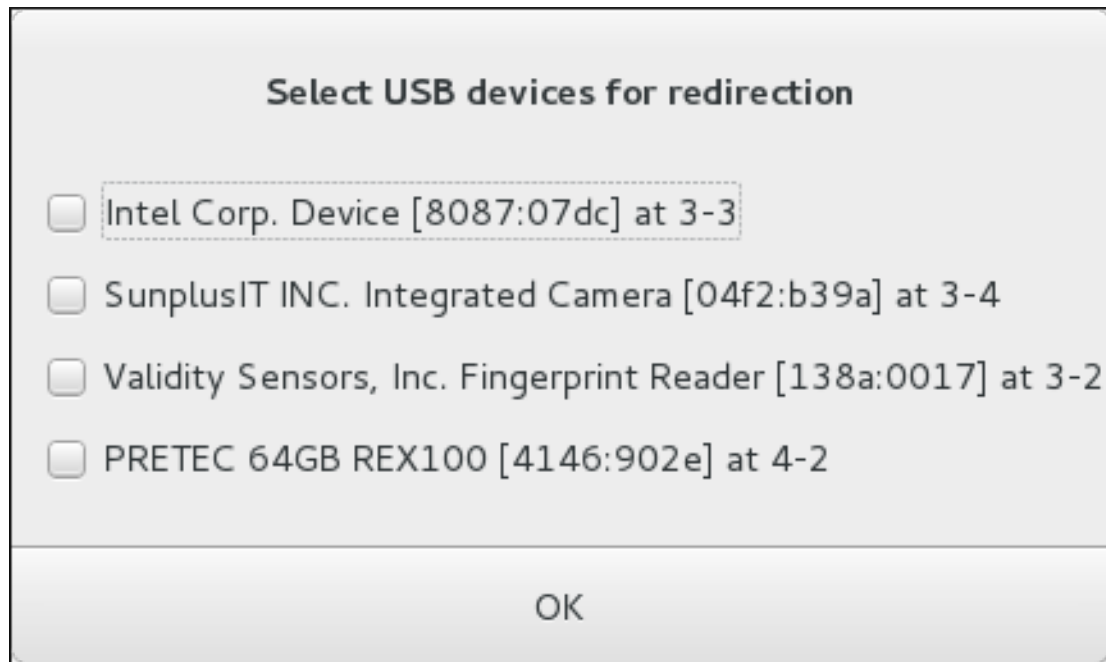 Select USB devices for redirection
Intel Corp. Device [8087:07dc] at 3-3
SunplusIT INC. Integrated Camera [04f2:b39a] at 3-4
Validity Sensors, Inc. Fingerprint Reader [138a:0017] at 3-2
PRETEC 64GB REX100 [4146:902e] at 4-2
OK